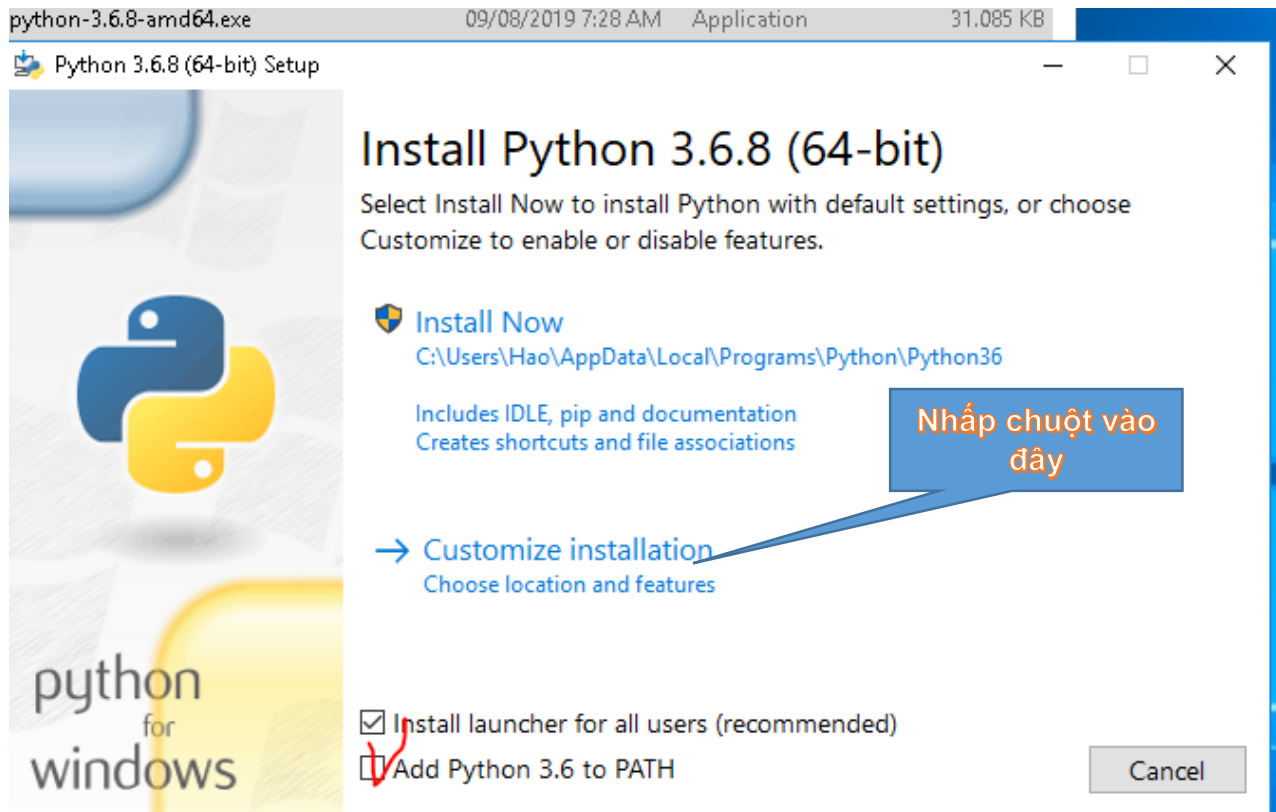 python-3.6.8-amd64.exe 09/08/2019 7:28 AM Application 31.085 KB
Python 3.6.8 (64-bit) Setup
Install Python 3.6.8 (64-bit)
Select Install Now to install Python with default settings, or choose
Customize to enable or disable features.
Install Now
C:\Users\Hao\AppData\Local\Programs\Python\Python36
Includes IDLE, pip and documentation
Creates shortcuts and file associations
Nhấp chuột vào
đây
Customize installation
Choose location and features
python
for
windows
Install launcher for all users (recommended)
Add Python 3.6 to PATH
Cancel